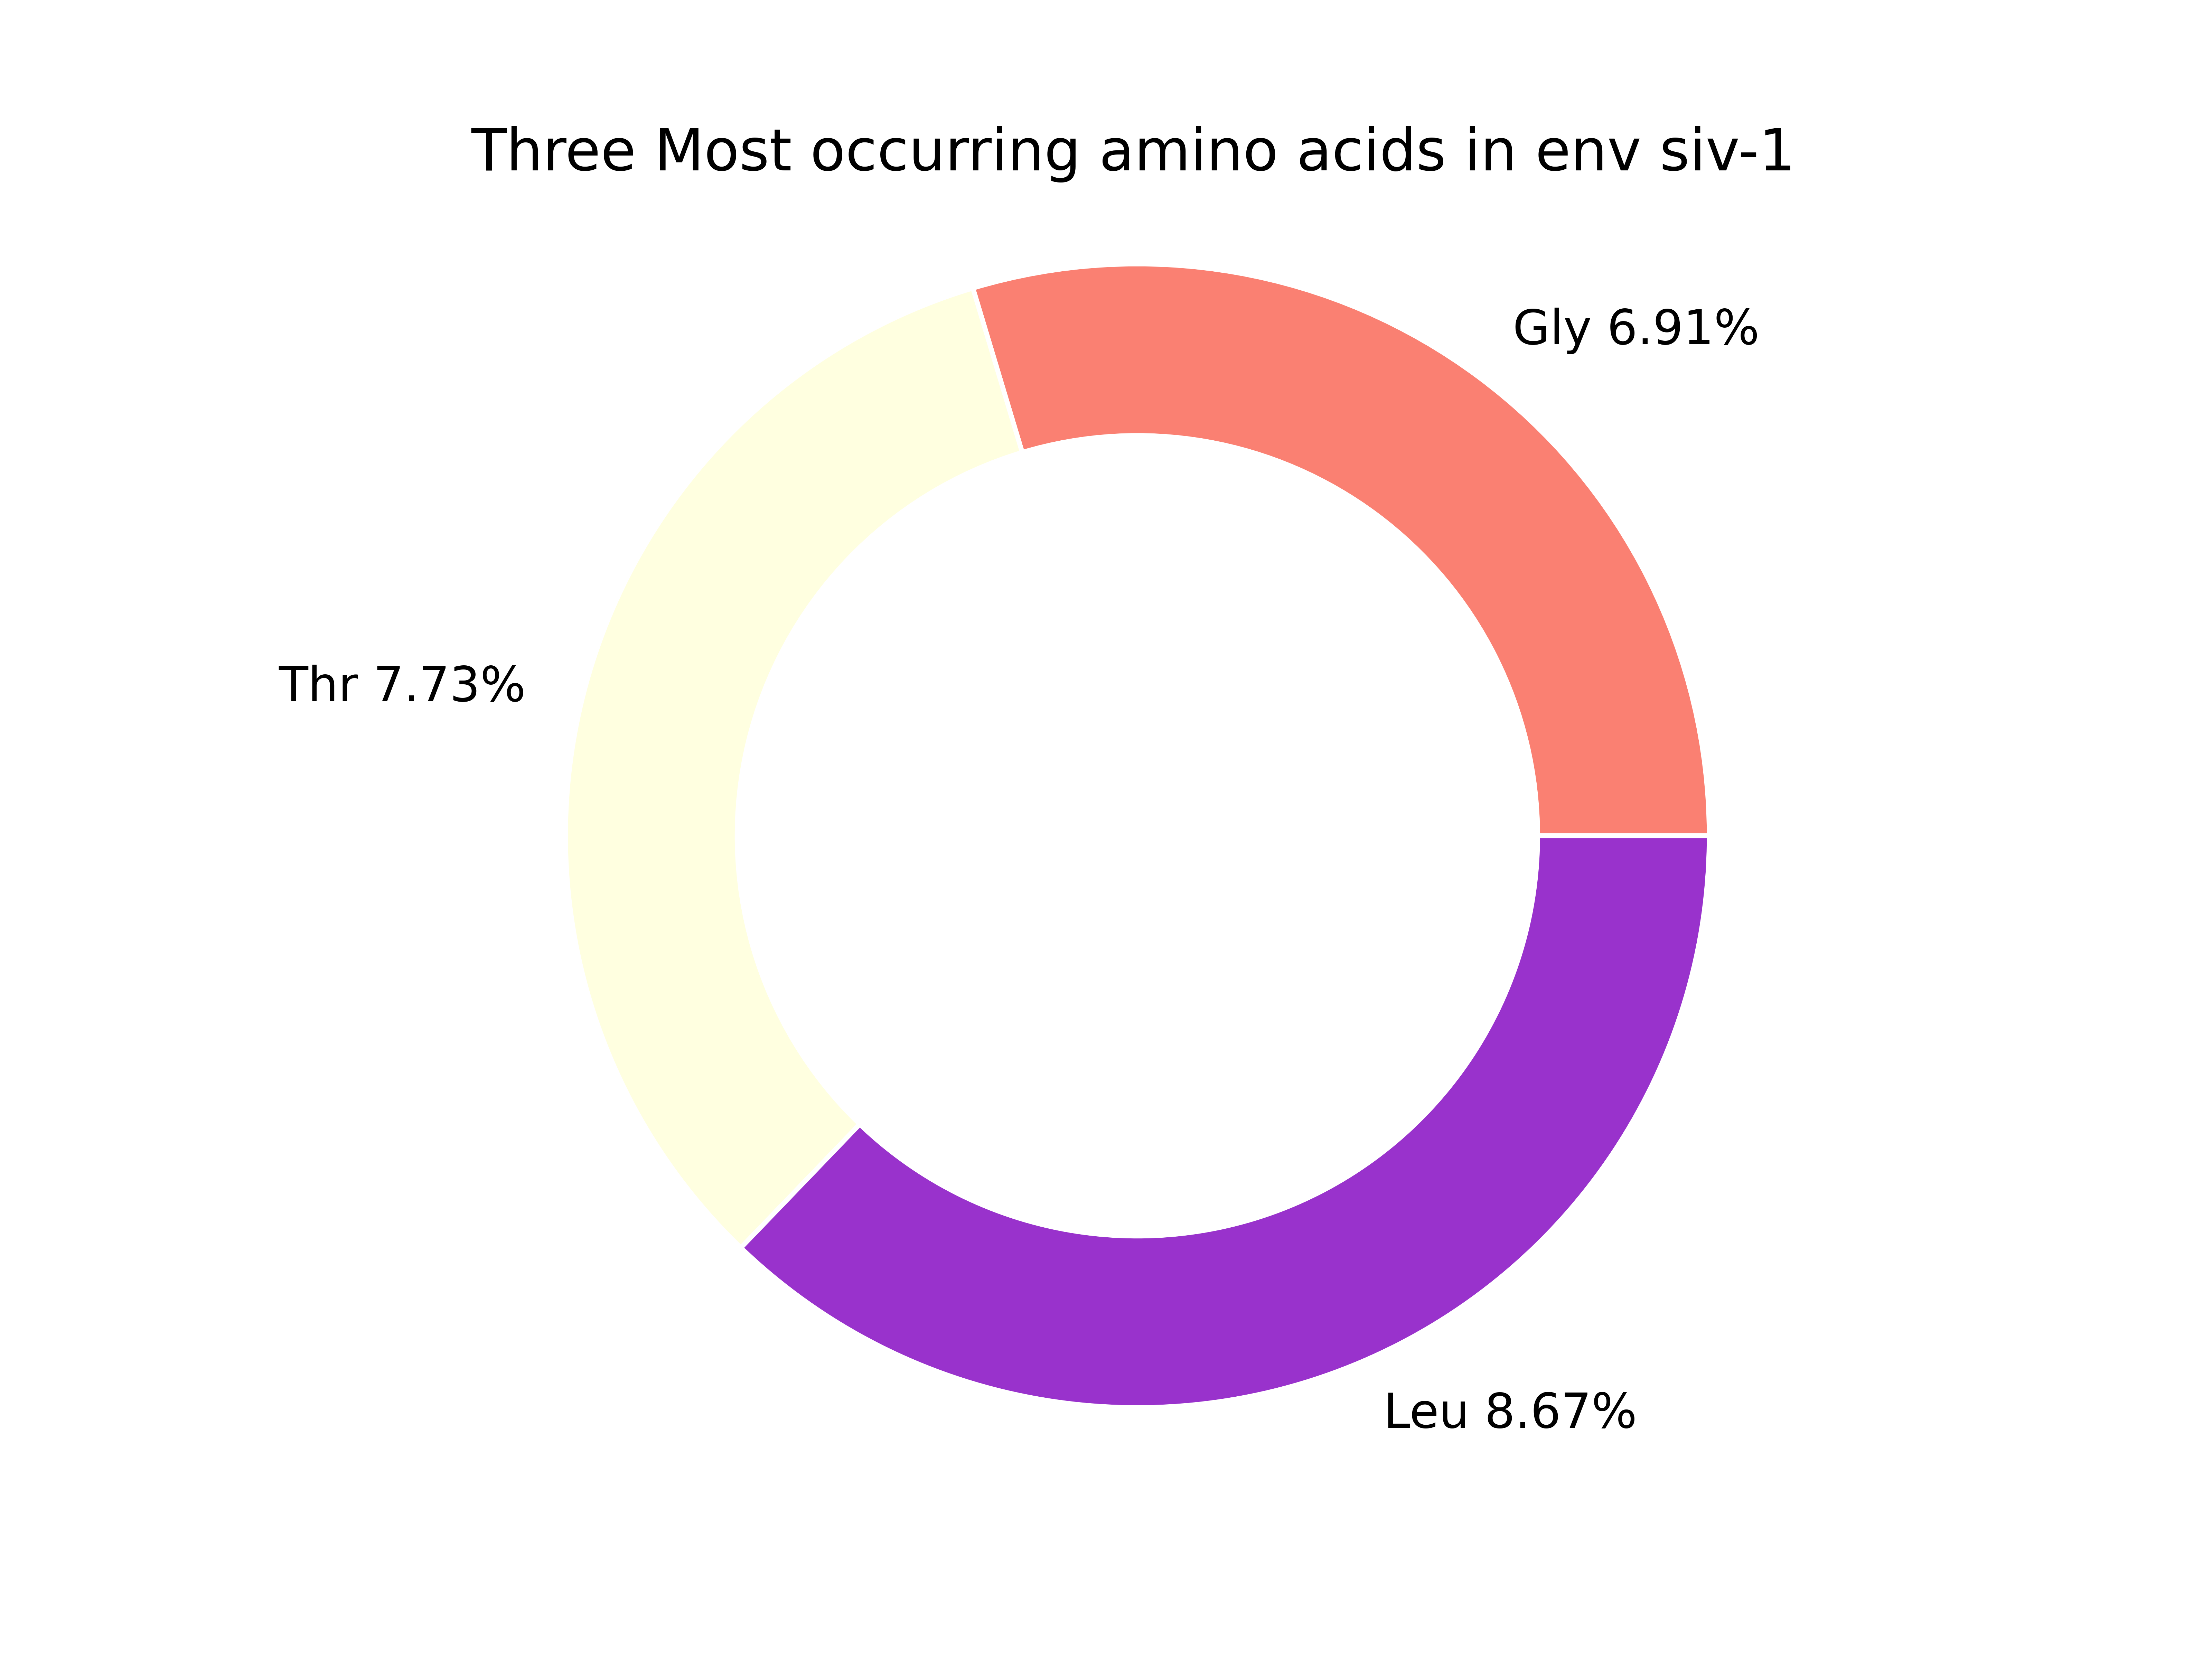 Three Most occurring amino acids in env siv-1
Gly 6.91%
Thr 7.73%
Leu 8.67%